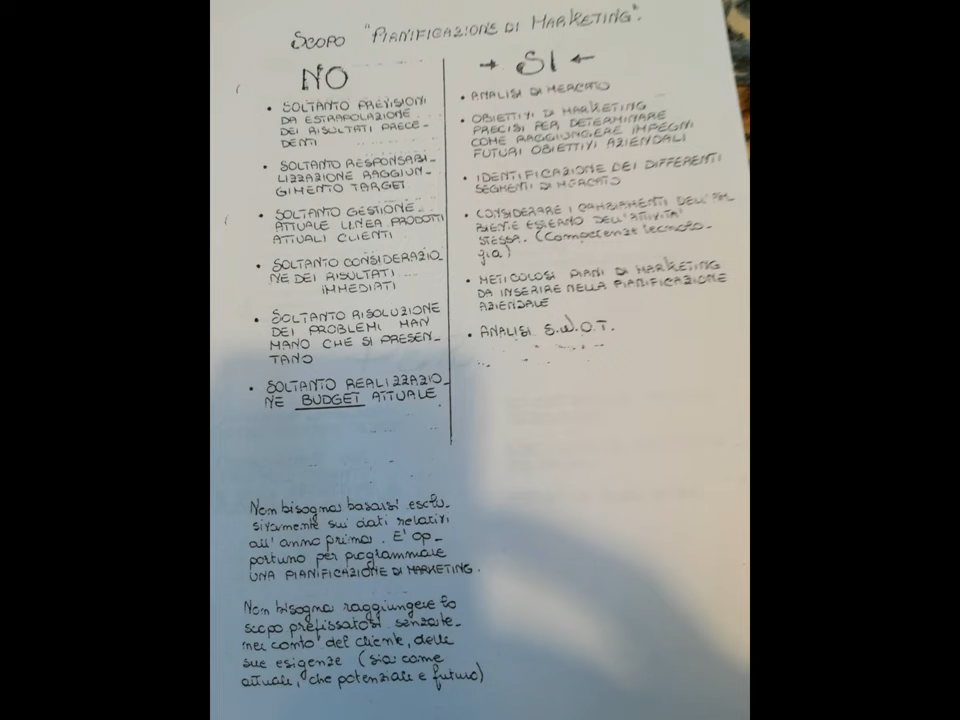 SCOPO "PIANIFICAZIONE DI MARKETING".
NO
• SOLTANTO PREVISIONI
DA ESTRAPOLAZIONE
DEI RISULTATI PRECE-
DENTI
• SOLTANTO RESPONSABI-
LIZZAZIONE RAGGIUN-
GIMENTO TARGET
• SOLTANTO GESTIONE
ATTUALE LINEA PRODOTTI
ATTUALI CLIENTI
• SOLTANTO CONSIDERAZIO
NE DEI RISULTATI
IMMEDIATI
• SOLTANTO RISOLUZIONE
DEI PROBLEMI MAN
MANO CHE SI PRESEN-
TANO
• SOLTANTO REALIZZAZIO-
NE BUDGET ATTUALE
→ SI ←
• ANALISI DI MERCATO
• OBIETTIVI DI MARKETING
PRECISI PER DETERMINARE
COME RAGGIUNGERE IMPEGNI
FUTURI OBIETTIVI AZIENDALI
• IDENTIFICAZIONE DEI DIFFERENTI
SEGMENTI DI MERCATO
• CONSIDERARE I CAMBIAMENTI DELL'AM
BIENTE ESTERNO DELL'ATTIVITA'
STESSA. (Competenze tecnolo-
gia)
• METICOLOSI PIANI DI MARKETING
DA INSERIRE NELLA PIANIFICAZIONE
AZIENDALE
• ANALISI S.W.O.T.
Non bisogna basarsi esclu-
sivamente sui dati relativi
all'anno prima. E' op-
portuno per programmare
UNA PIANIFICAZIONE DI MARKETING.
Non bisogna raggiungere lo
scopo prefissatosi senza te-
ner conto del cliente, delle
sue esigenze (sia come
attuale, che potenziale e futuro)